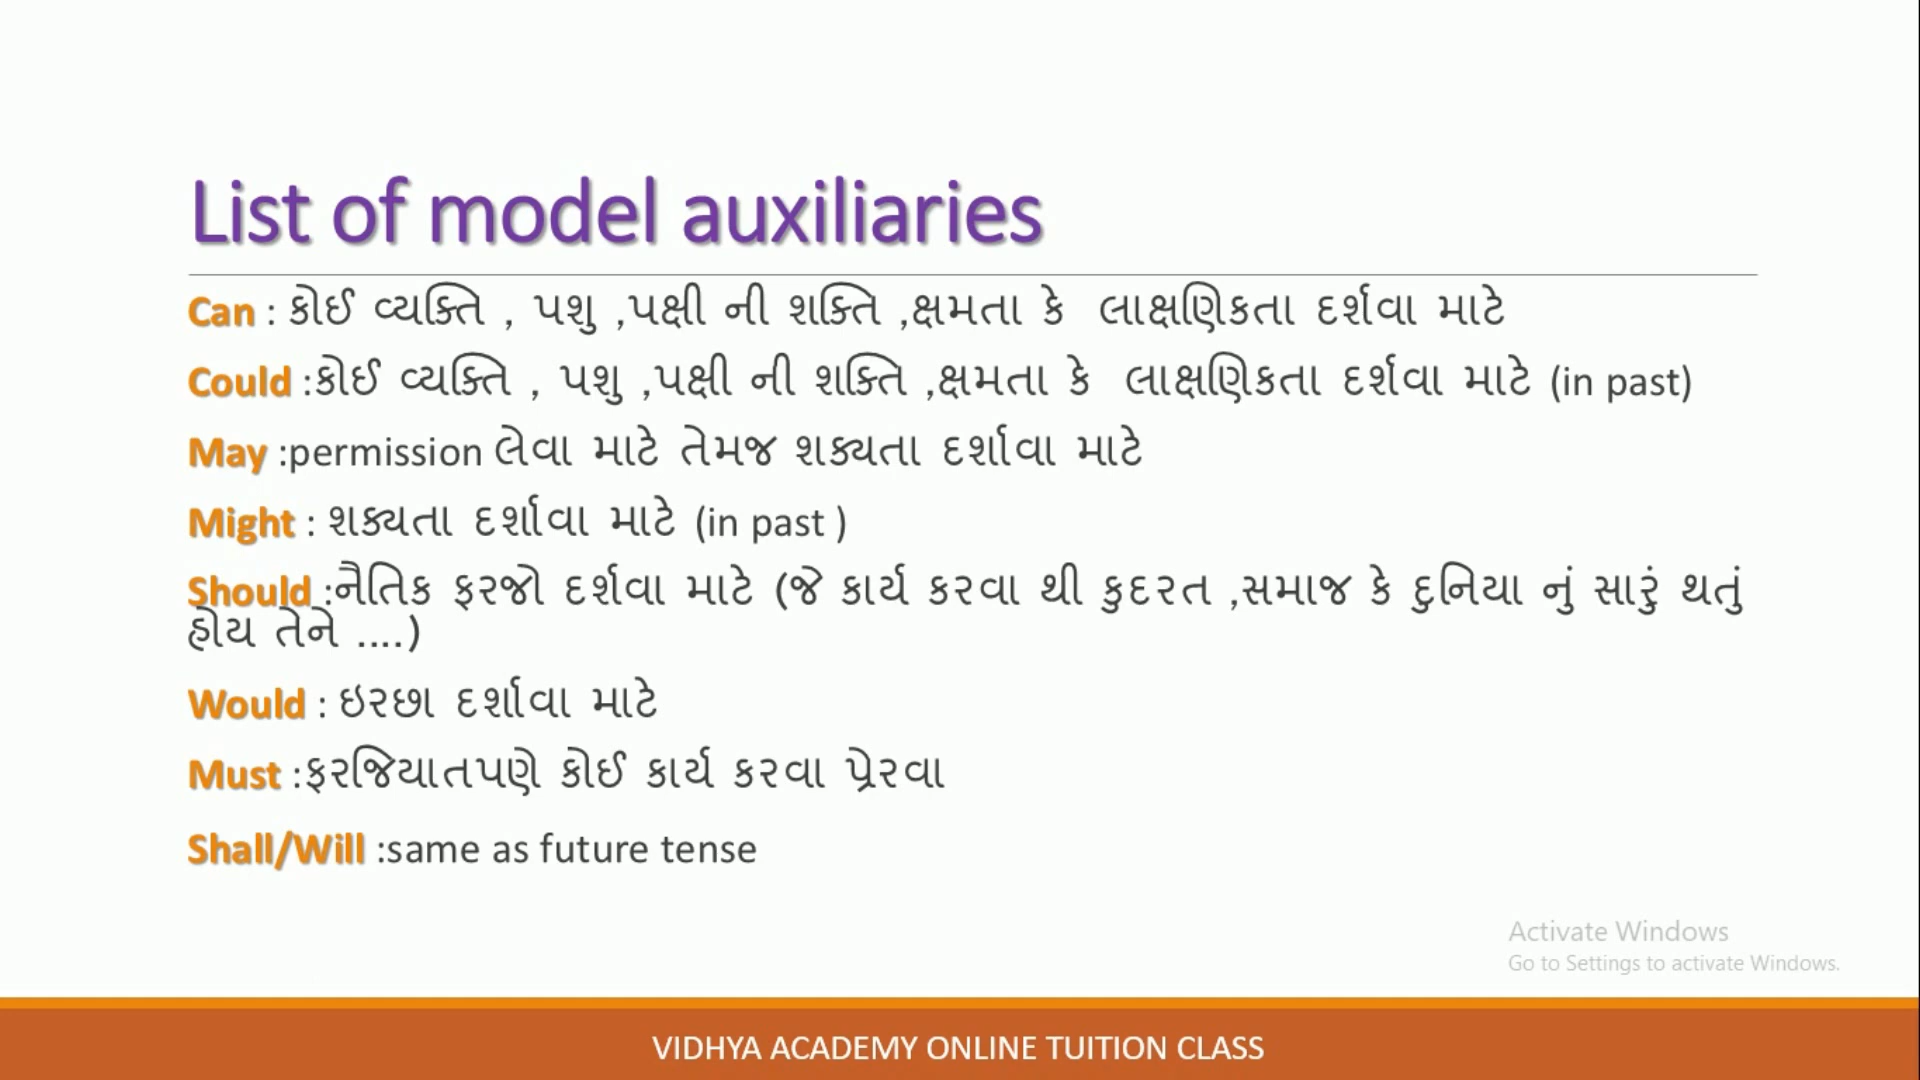 List of model auxiliaries
Can : કોઈ વ્યક્તિ , પશુ ,પક્ષી ની શક્તિ ,ક્ષમતા કે લાક્ષણિકતા દર્શવા માટે
Could :કોઈ વ્યક્તિ , પશુ ,પક્ષી ની શક્તિ ,ક્ષમતા કે લાક્ષણિકતા દર્શવા માટે (in past)
May :permission લેવા માટે તેમજ શક્યતા દર્શાવા માટે
Might : શક્યતા દર્શાવા માટે (in past )
Should :નૈતિક ફરજો દર્શવા માટે (જે કાર્ય કરવા થી કુદરત ,સમાજ કે દુનિયા નું સારું થતું
હોય તેને ....)
Would : ઇરછા દર્શાવા માટે
Must :ફરજિયાતપણે કોઈ કાર્ય કરવા પ્રેરવા
Shall/Will :same as future tense
Activate Windows
Go to Settings to activate Windows.
VIDHYA ACADEMY ONLINE TUITION CLASS